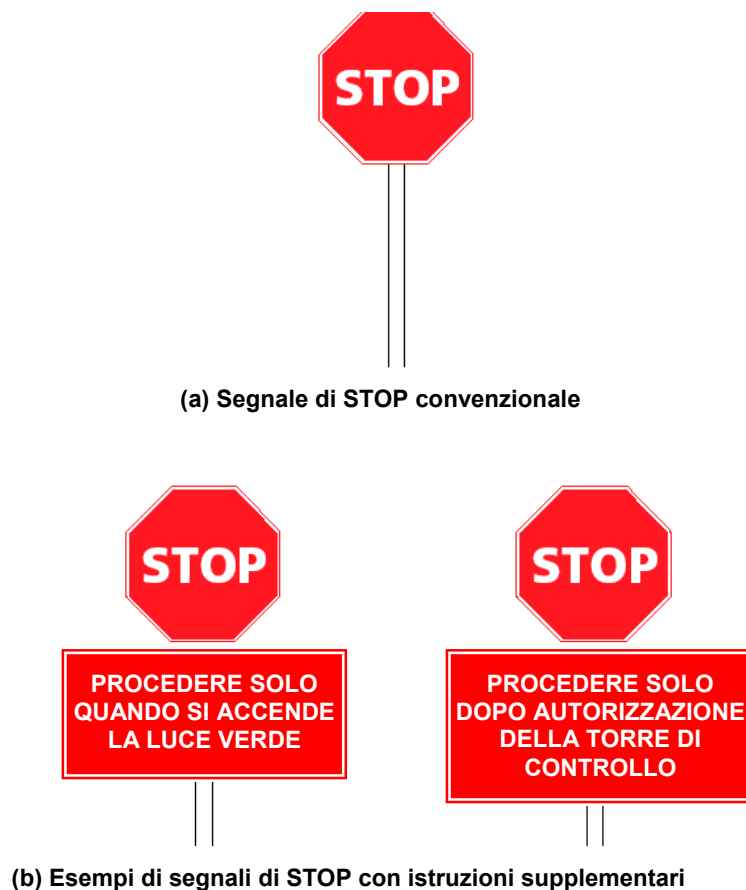 STOP
(a) Segnale di STOP convenzionale
STOP
PROCEDERE SOLO
QUANDO SI ACCENDE
LA LUCE VERDE
STOP
PROCEDERE SOLO
DOPO AUTORIZZAZIONE
DELLA TORRE DI
CONTROLLO
(b) Esempi di segnali di STOP con istruzioni supplementari